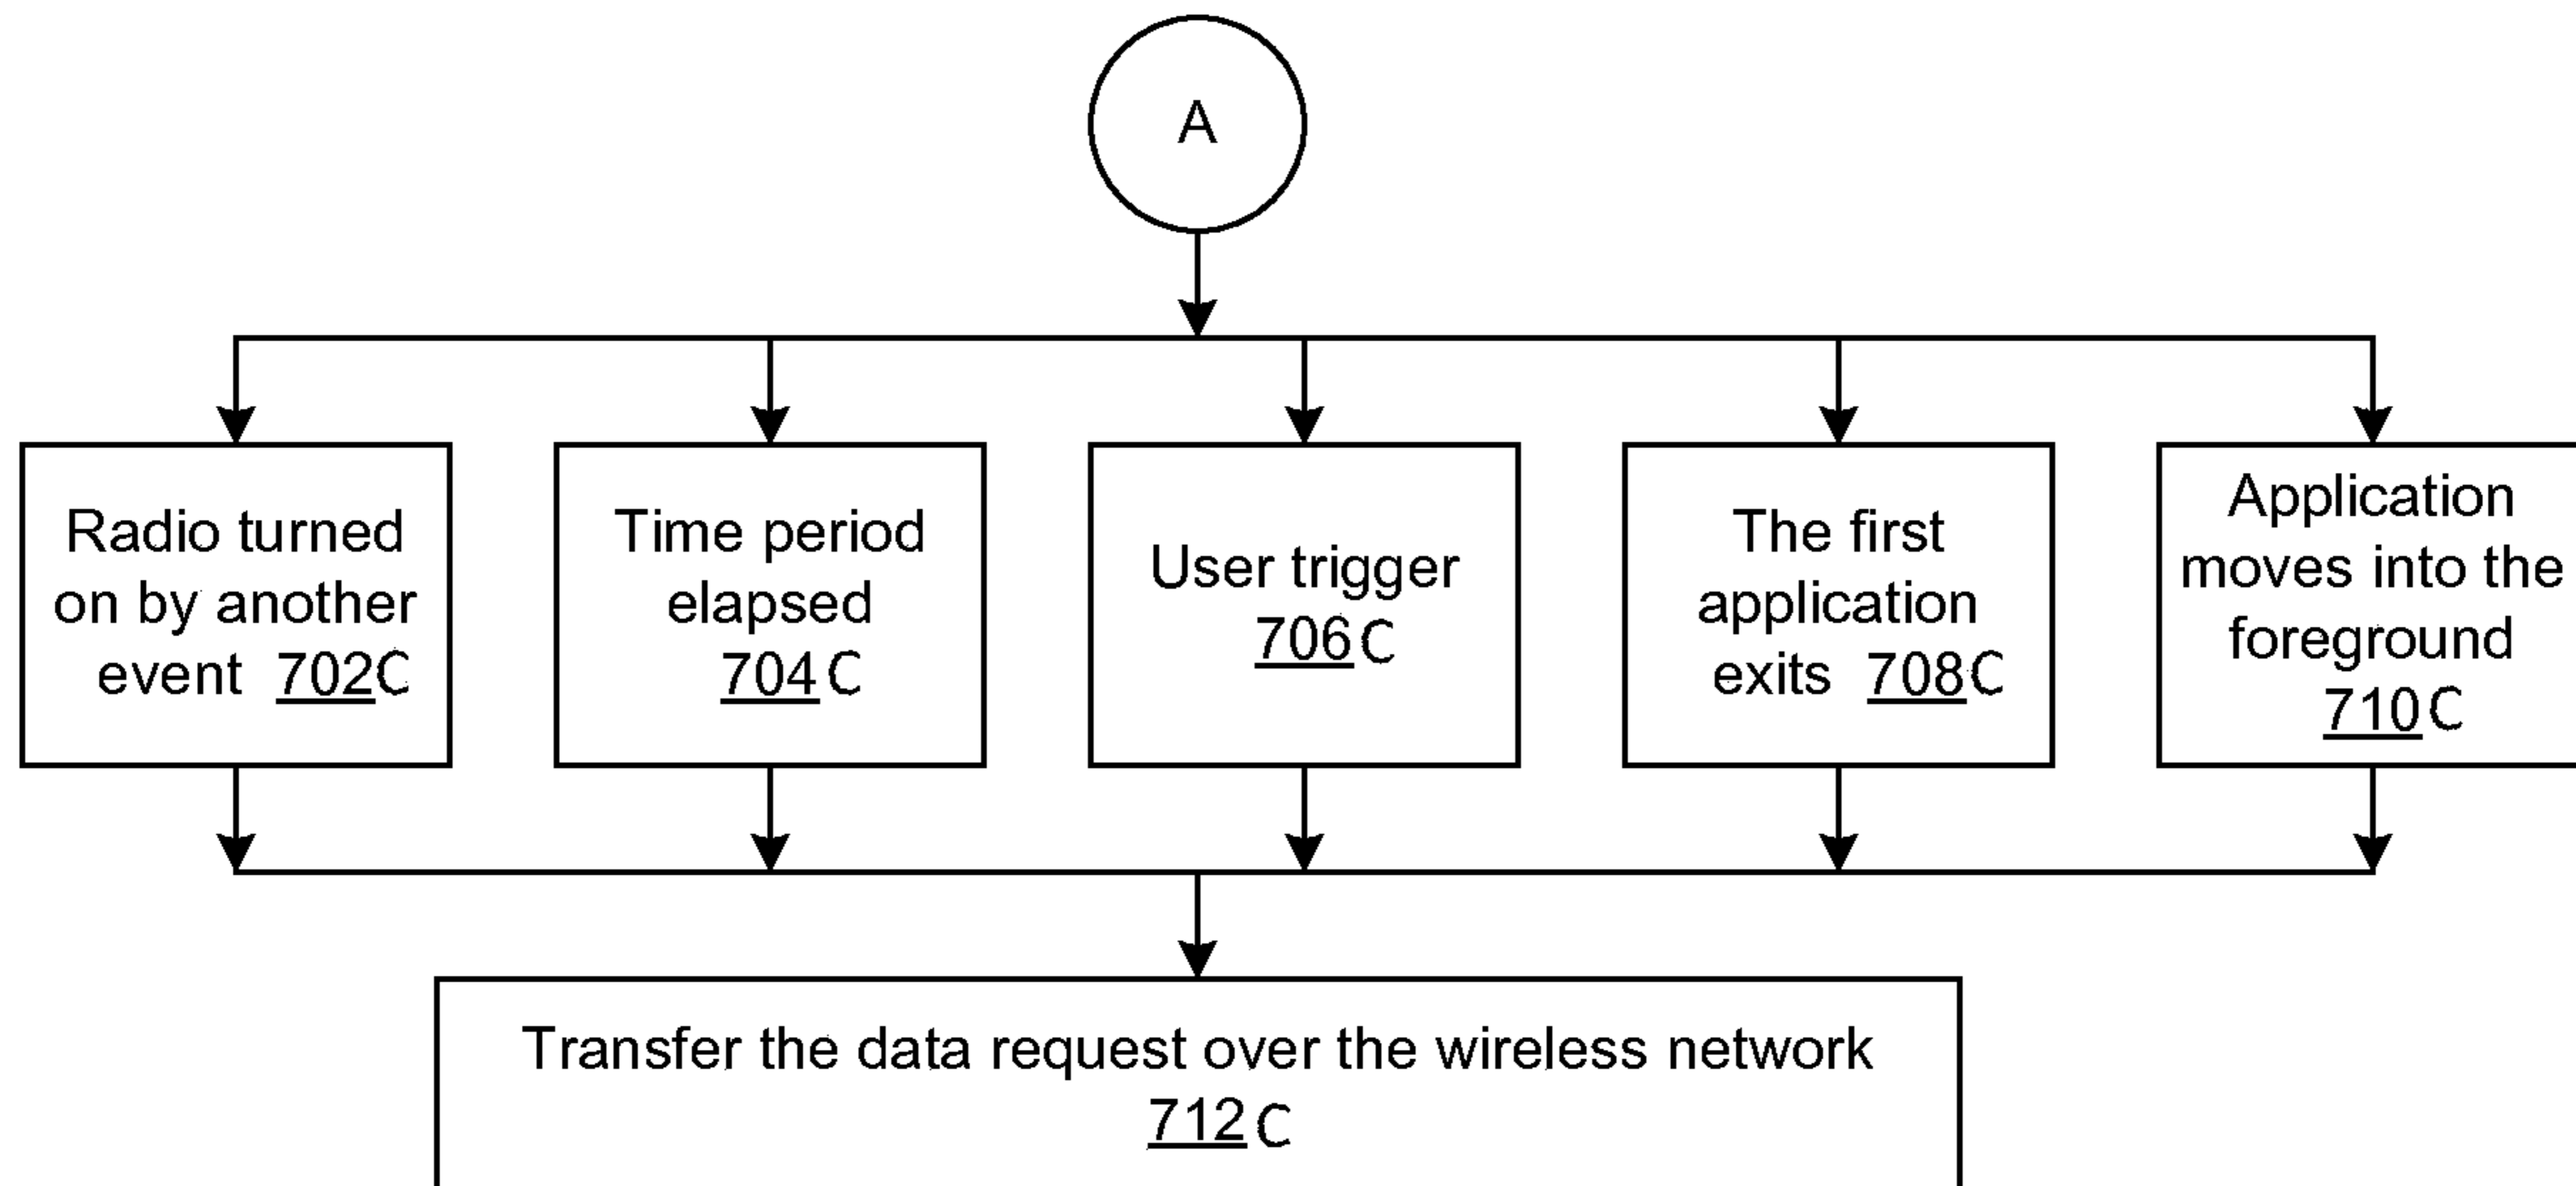 A
Radio turned
on by another
event 702C
Time period
elapsed
704C
User trigger
706C
The first
application
exits 708C
Application
moves into the
foreground
710C
Transfer the data request over the wireless network
712C